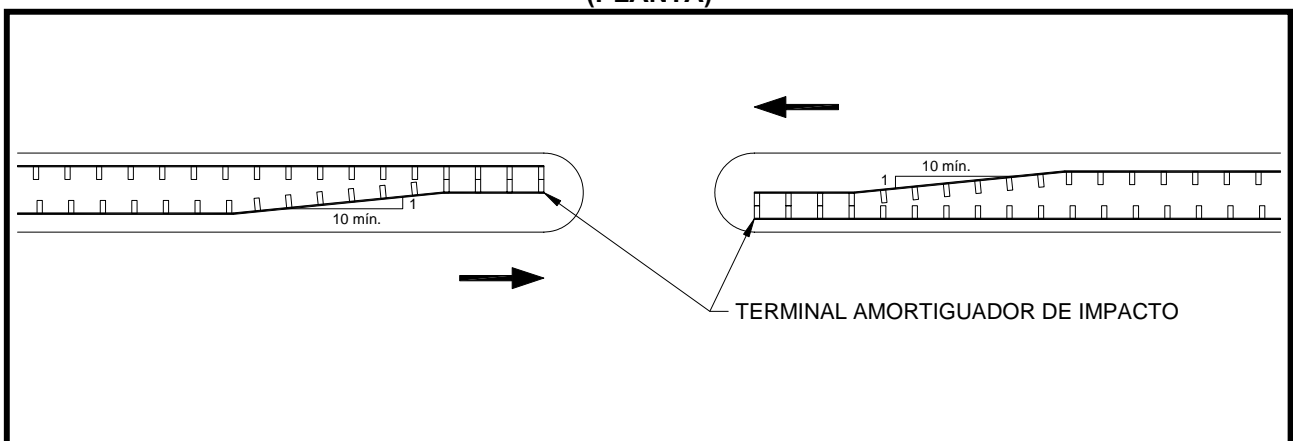 (PLANTA)
10 mín.
1
1
10 mín.
TERMINAL AMORTIGUADOR DE IMPACTO